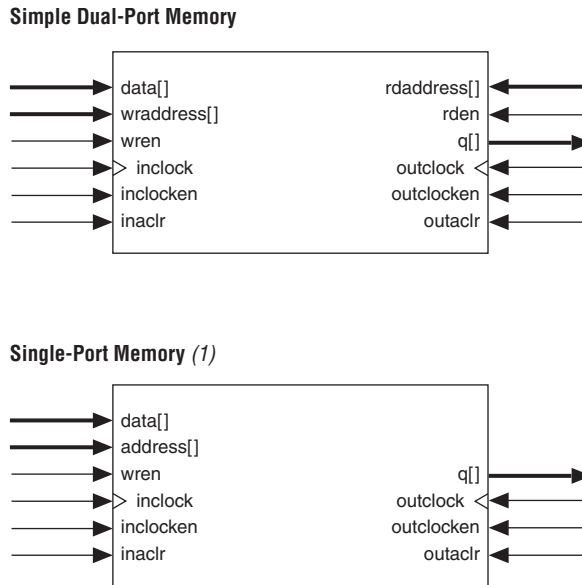 Simple Dual-Port Memory
data[] rdaddress[]
wraddress[] rden
wren q[]
inclock outclock
inclocken outclocken
inaclr outaclr
Single-Port Memory (1)
data[]
address[]
wren q[]
inclock outclock
inclocken outclocken
inaclr outaclr